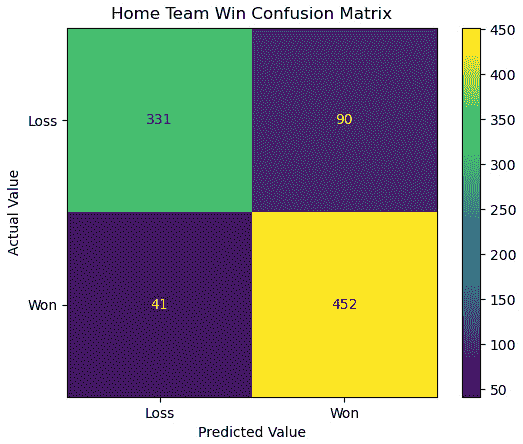 Home Team Win Confusion Matrix
Actual Value
Loss
331
90
Won
41
452
Loss
Won
Predicted Value
450
400
350
300
250
200
150
100
50